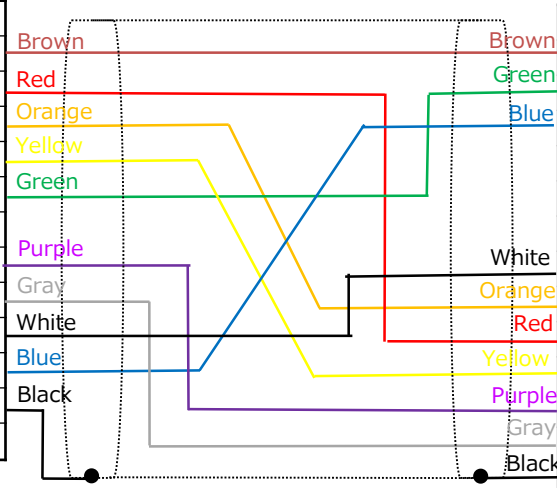 Brown
Red
Orange
Yellow
Green
Purple
Gray
White
Blue
Black
Brown
Green
Blue
White
Orange
Red
Yellow
Purple
Gray
Black